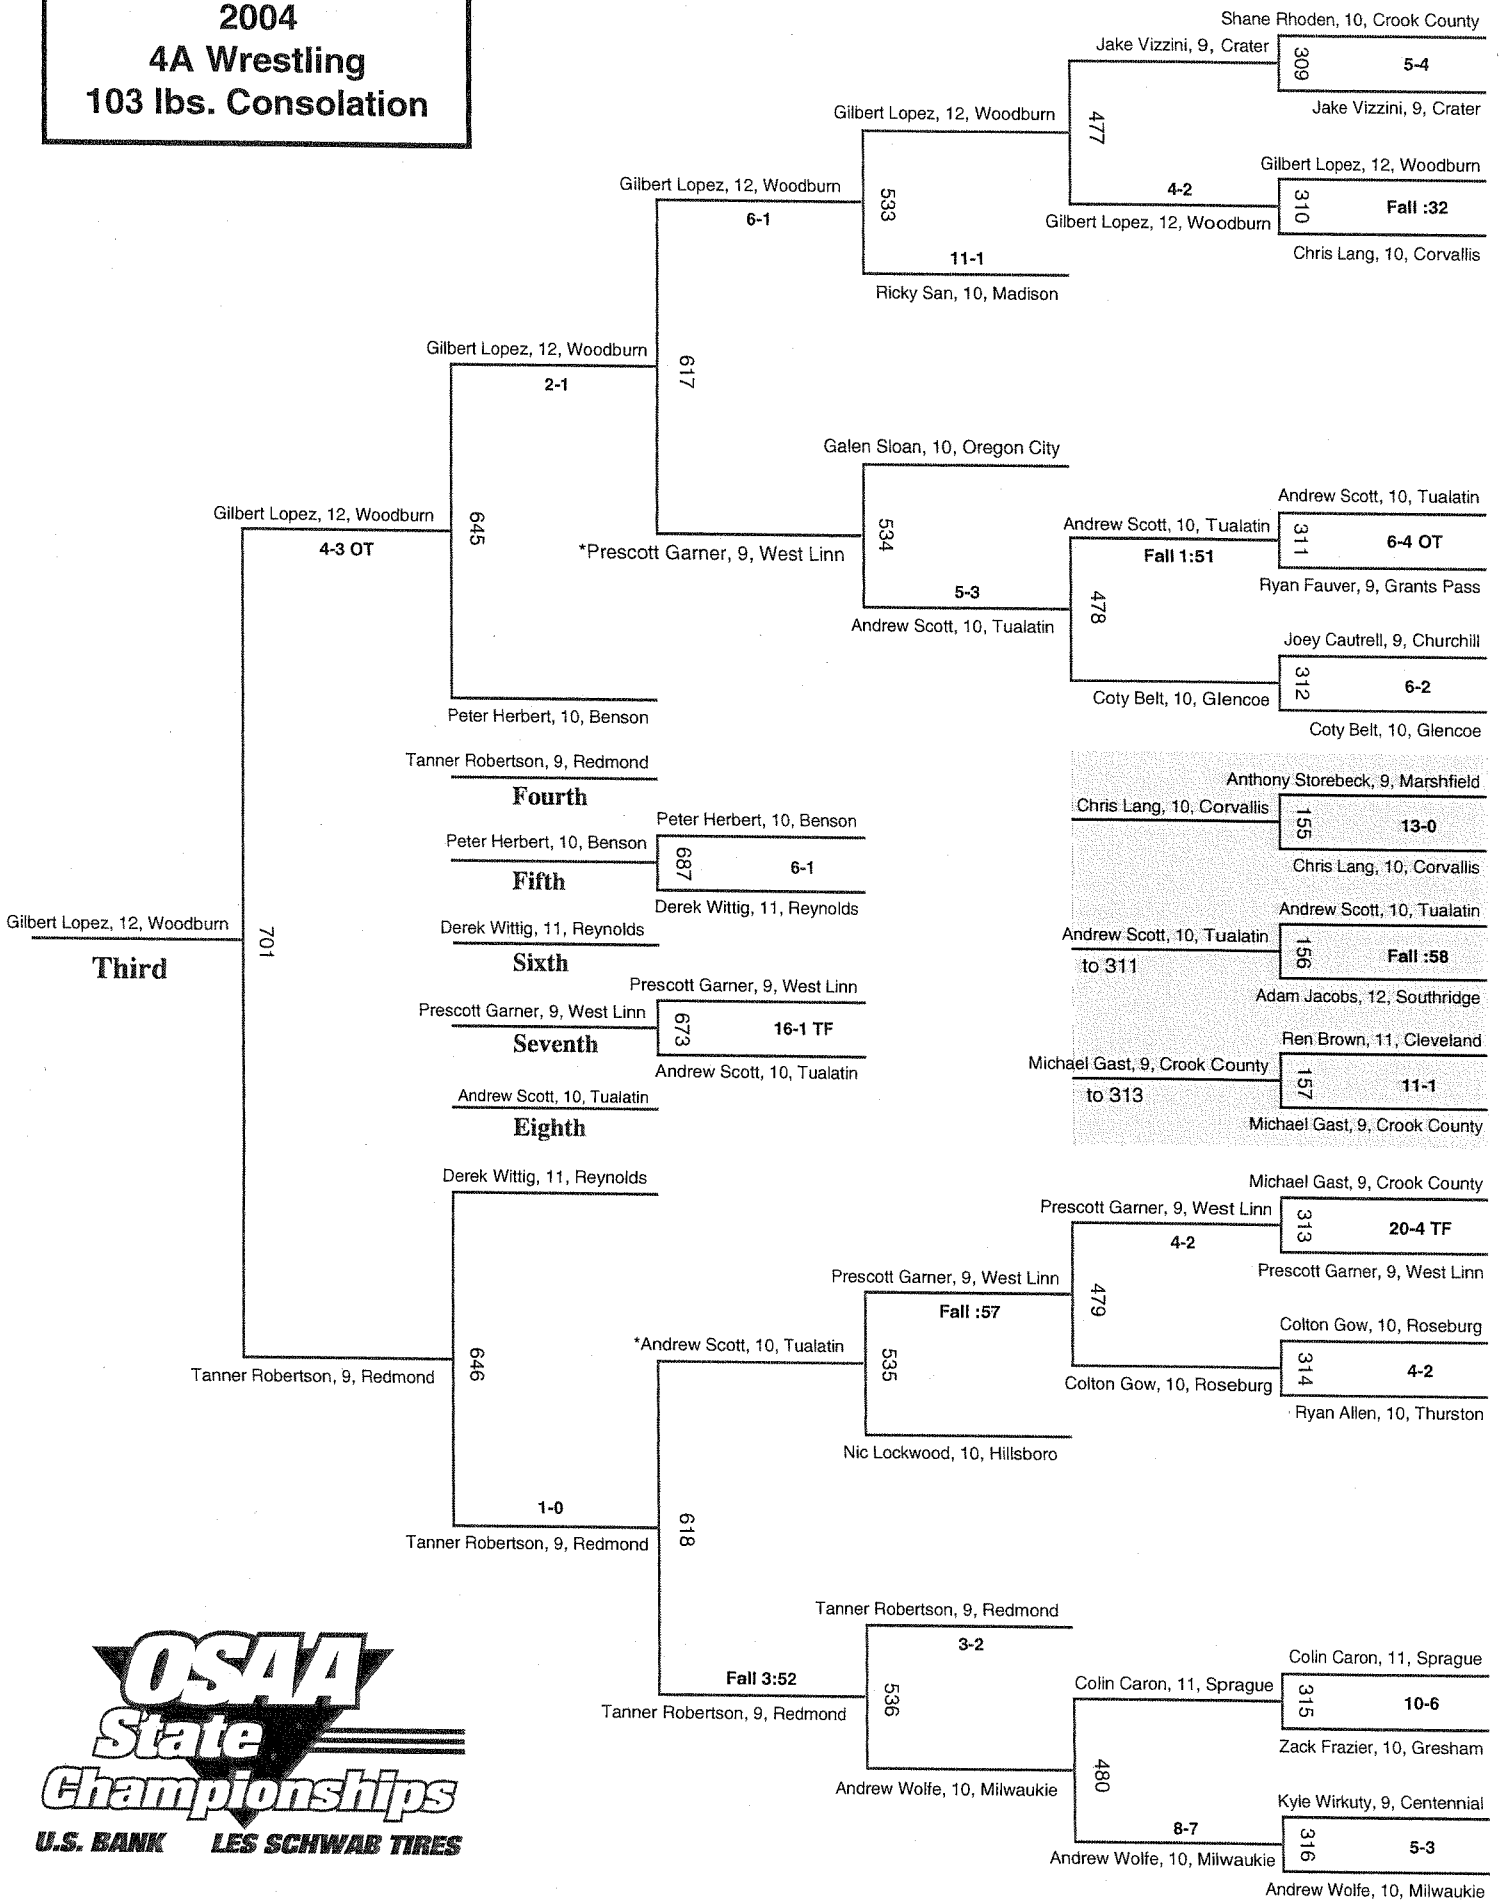 2004
4A Wrestling
103 lbs. Consolation
Shane Rhoden, 10, Crook County
Jake Vizzini, 9, Crater
309
5-4
Jake Vizzini, 9, Crater
Gilbert Lopez, 12, Woodburn
477
Gilbert Lopez, 12, Woodburn
4-2
310
Fall :32
Gilbert Lopez, 12, Woodburn
Chris Lang, 10, Corvallis
Gilbert Lopez, 12, Woodburn
6-1
533
11-1
Ricky San, 10, Madison
Gilbert Lopez, 12, Woodburn
2-1
617
Galen Sloan, 10, Oregon City
Andrew Scott, 10, Tualatin
Andrew Scott, 10, Tualatin
311
6-4 OT
Fall 1:51
Ryan Fauver, 9, Grants Pass
*Prescott Garner, 9, West Linn
534
5-3
Andrew Scott, 10, Tualatin
478
Joey Cautrell, 9, Churchill
312
6-2
Coty Belt, 10, Glencoe
Coty Belt, 10, Glencoe
Gilbert Lopez, 12, Woodburn
4-3 OT
645
Peter Herbert, 10, Benson
Tanner Robertson, 9, Redmond
Fourth
Peter Herbert, 10, Benson
Peter Herbert, 10, Benson
687
6-1
Fifth
Derek Wittig, 11, Reynolds
Derek Wittig, 11, Reynolds
Sixth
Prescott Garner, 9, West Linn
Prescott Garner, 9, West Linn
673
16-1 TF
Seventh
Andrew Scott, 10, Tualatin
Andrew Scott, 10, Tualatin
Eighth
Anthony Storebeck, 9, Marshfield
Chris Lang, 10, Corvallis
155
13-0
Chris Lang, 10, Corvallis
Andrew Scott, 10, Tualatin
Andrew Scott, 10, Tualatin
156
Fall :58
to 311
Adam Jacobs, 12, Southridge
Ren Brown, 11, Cleveland
Michael Gast, 9, Crook County
157
11-1
to 313
Michael Gast, 9, Crook County
Gilbert Lopez, 12, Woodburn
701
Third
Derek Wittig, 11, Reynolds
Michael Gast, 9, Crook County
Prescott Garner, 9, West Linn
313
20-4 TF
4-2
Prescott Garner, 9, West Linn
Prescott Garner, 9, West Linn
Fall :57
479
Colton Gow, 10, Roseburg
314
4-2
Colton Gow, 10, Roseburg
Ryan Allen, 10, Thurston
*Andrew Scott, 10, Tualatin
535
Nic Lockwood, 10, Hillsboro
Tanner Robertson, 9, Redmond
646
1-0
Tanner Robertson, 9, Redmond
618
Tanner Robertson, 9, Redmond
3-2
Fall 3:52
Tanner Robertson, 9, Redmond
536
Colin Caron, 11, Sprague
Colin Caron, 11, Sprague
315
10-6
Zack Frazier, 10, Gresham
Andrew Wolfe, 10, Milwaukie
480
Kyle Wirkuty, 9, Centennial
8-7
316
5-3
Andrew Wolfe, 10, Milwaukie
Andrew Wolfe, 10, Milwaukie
OSAA
State
Championships
U.S. BANK LES SCHWAB TIRES